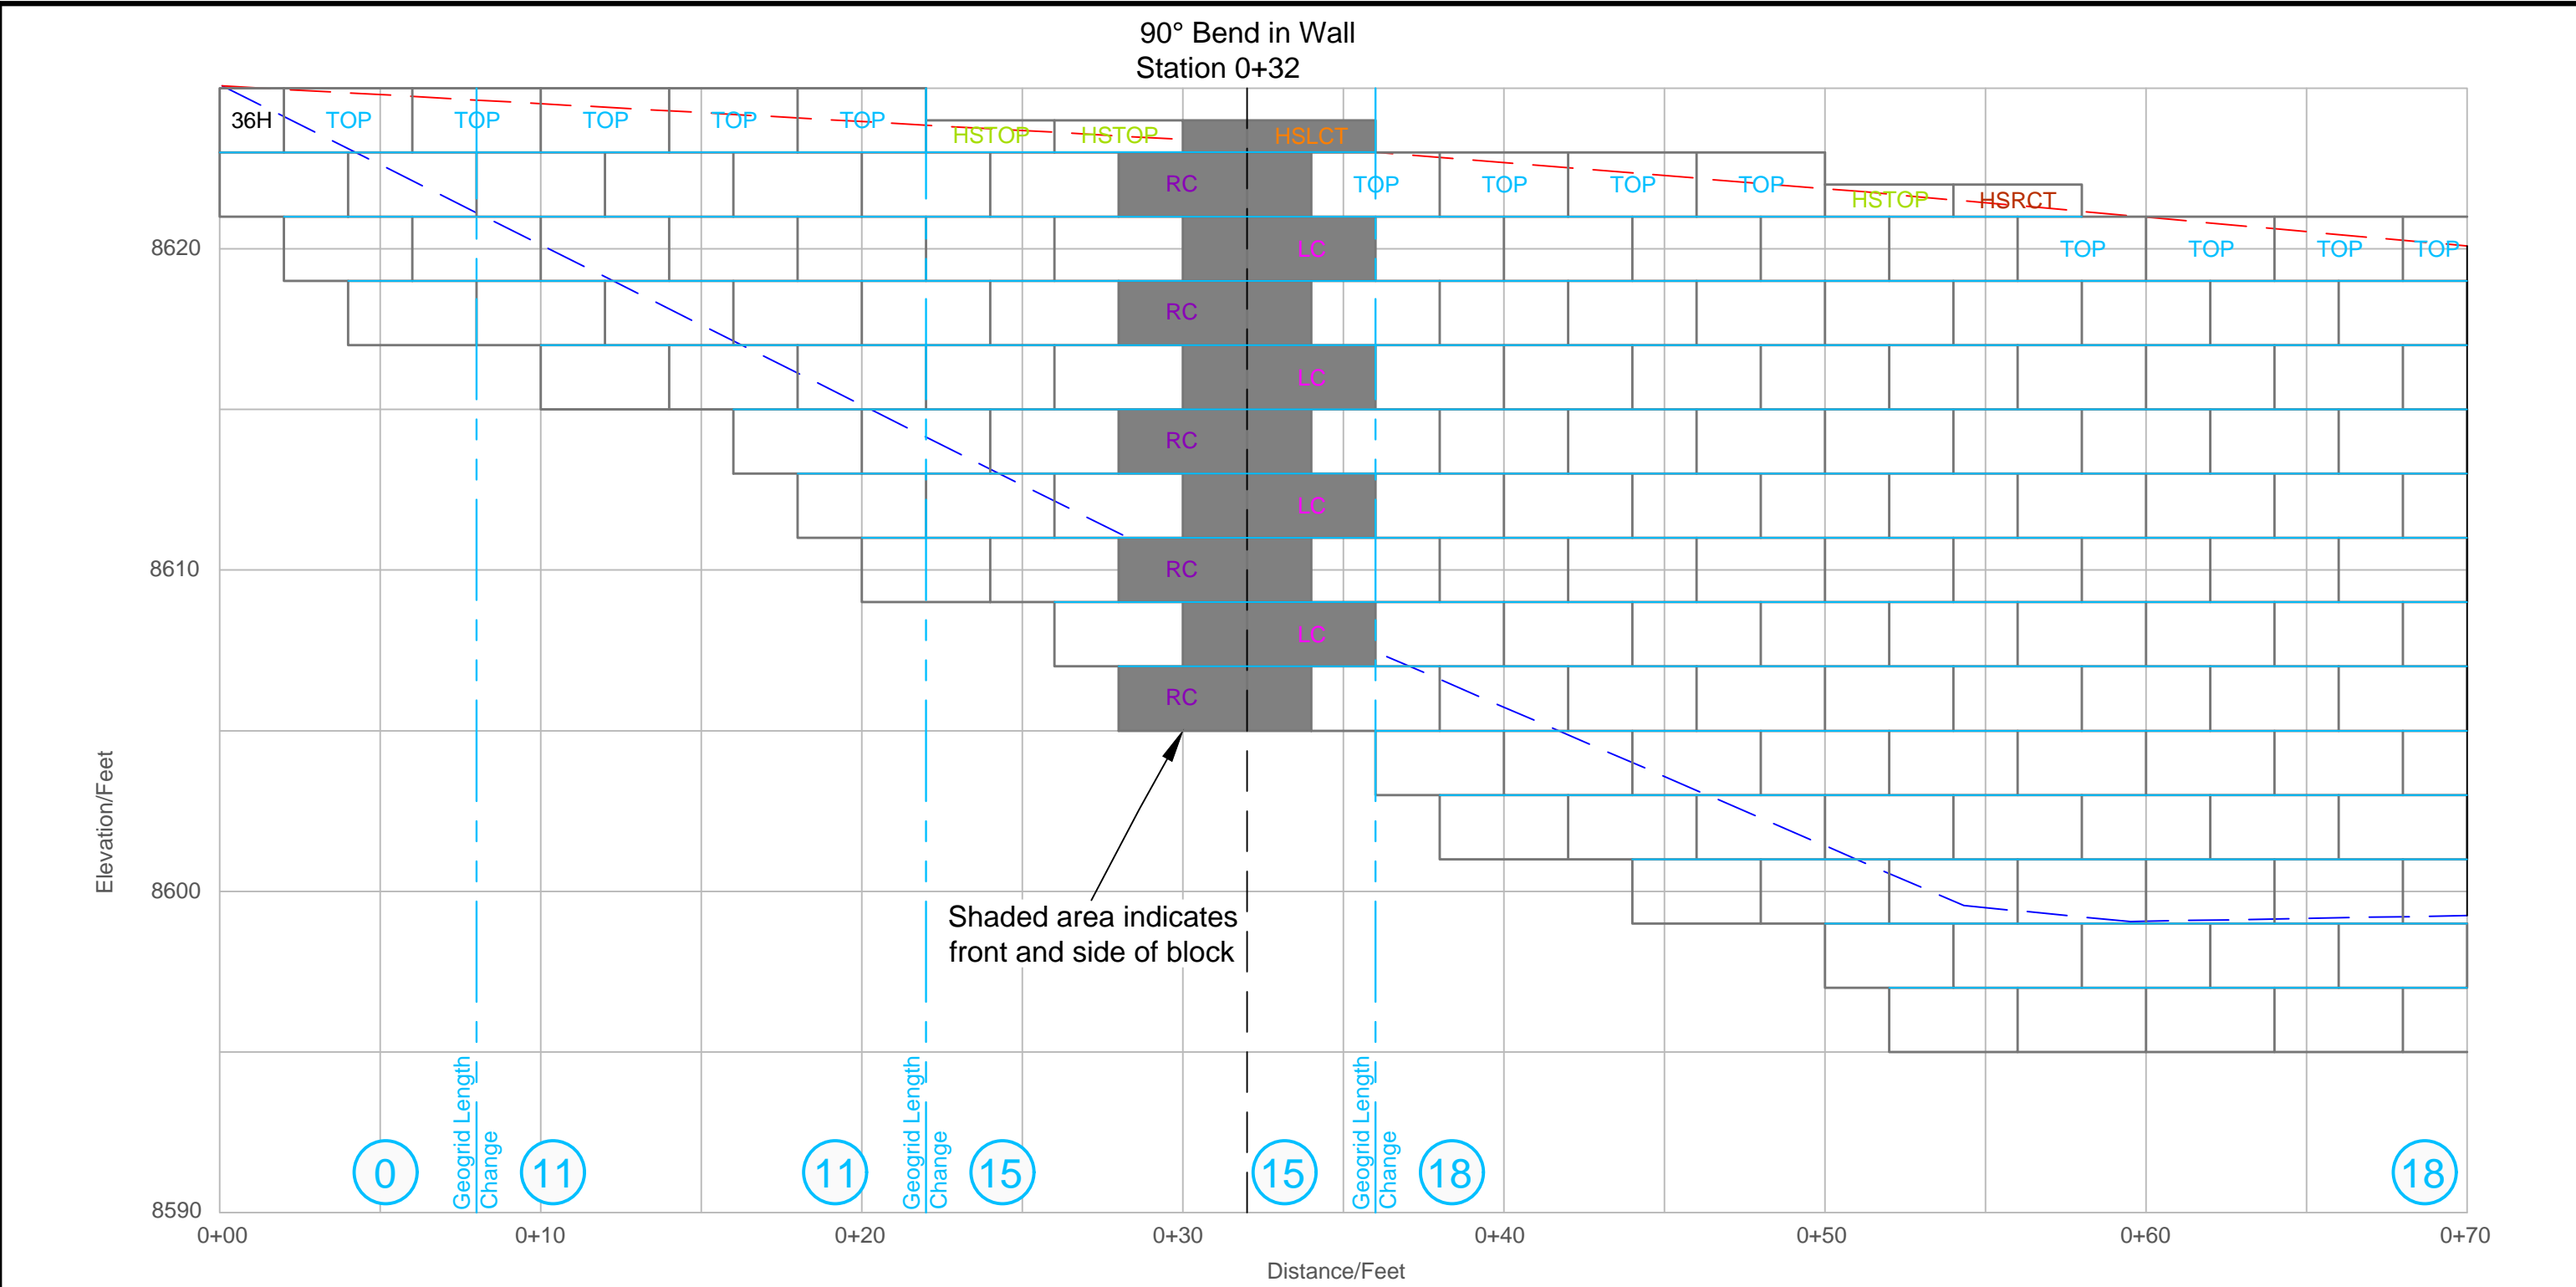 90° Bend in Wall
Station 0+32
36H TOP TOP TOP TOP TOP HSTOP HSTOP HSLCT
RC TOP TOP TOP TOP HSTOP HSRCT
8620 LC TOP TOP TOP TOP
RC
LC
RC
LC
8610 RC
LC
RC
Elevation/Feet
8600
Shaded area indicates
front and side of block
Geogrid Length
Change
Geogrid Length
Change
Geogrid Length
Change
0 11 11 15 15 18 18
8590
0+00 0+10 0+20 0+30 0+40 0+50 0+60 0+70
Distance/Feet